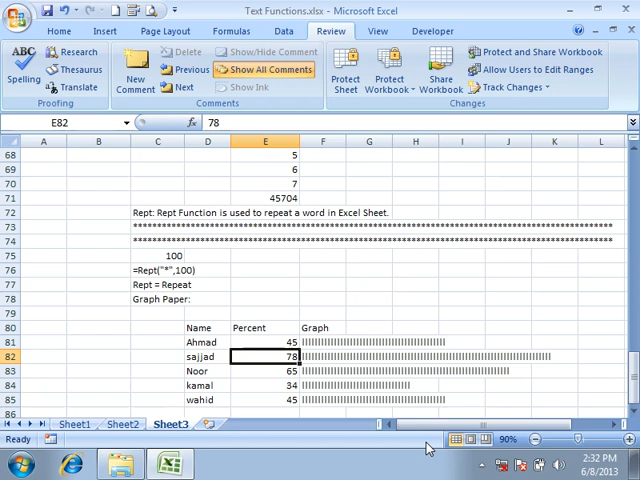 Text Functions.xlsx - Microsoft Excel
Home Insert Page Layout Formulas Data Review View Developer
ABC
Spelling
Research
Thesaurus
Translate
Proofing
New Comment
Delete
Previous
Next
Show/Hide Comment
Show All Comments
Show Ink
Comments
Protect Sheet
Protect Workbook
Share Workbook
Protect and Share Workbook
Allow Users to Edit Ranges
Track Changes
Changes
E82 fx 78
A B C D E F G H I J K L
68 5
69 6
70 7
71 45704
72 Rept: Rept Function is used to repeat a word in Excel Sheet.
73 ****************************************************************************************************
74 ****************************************************************************************************
75 100
76 =Rept("*",100)
77 Rept = Repeat
78 Graph Paper:
79
80 Name Percent Graph
81 Ahmad 45 |||||||||||||||||||||||||||||||||||||||||||||
82 sajjad 78 ||||||||||||||||||||||||||||||||||||||||||||||||||||||||||||||||||||||||||||||
83 Noor 65 |||||||||||||||||||||||||||||||||||||||||||||||||||||||||||||||||
84 kamal 34 ||||||||||||||||||||||||||||||||||
85 wahid 45 |||||||||||||||||||||||||||||||||||||||||||||
86
Sheet1 Sheet2 Sheet3
Ready 90%
2:32 PM
6/8/2013